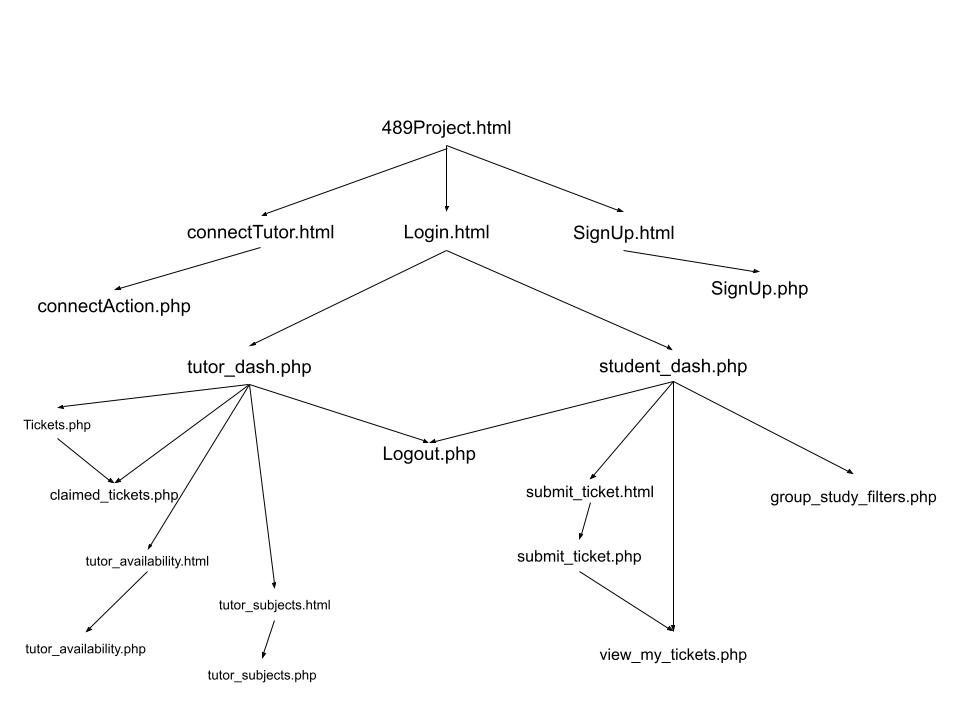 489Project.html
connectTutor.html
Login.html
SignUp.html
connectAction.php
SignUp.php
tutor_dash.php
student_dash.php
Tickets.php
Logout.php
claimed_tickets.php
submit_ticket.html
group_study_filters.php
tutor_availability.html
submit_ticket.php
tutor_subjects.html
tutor_availability.php
view_my_tickets.php
tutor_subjects.php